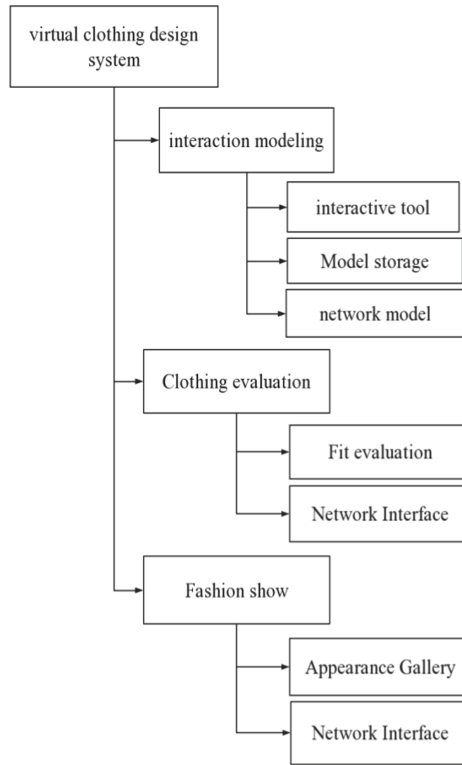 virtual clothing design
system
interaction modeling
interactive tool
Model storage
network model
Clothing evaluation
Fit evaluation
Network Interface
Fashion show
Appearance Gallery
Network Interface